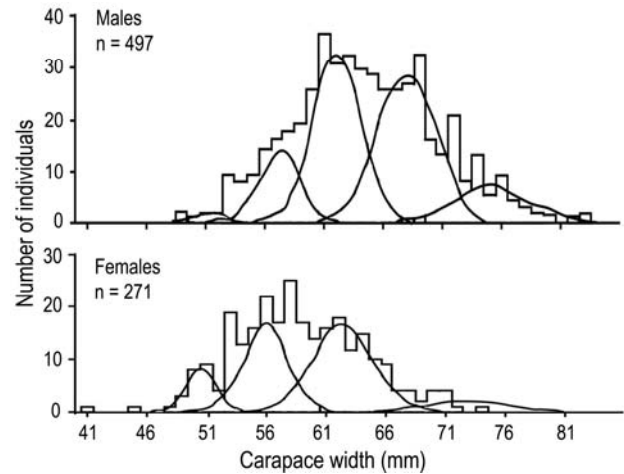 40
Males
n = 497
30
20
10
0
30
Females
n = 271
20
10
0
41 46 51 56 61 66 71 76 81
Carapace width (mm)
Number of individuals